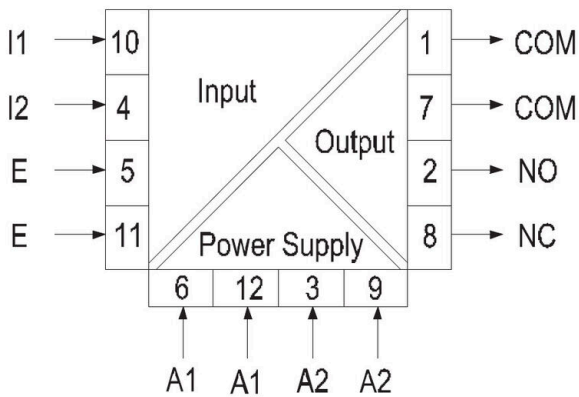 I1 10 1 COM
Input
I2 4 7 COM
Output
E 5 2 NO
E 11 8 NC
Power Supply
6 12 3 9
A1 A1 A2 A2